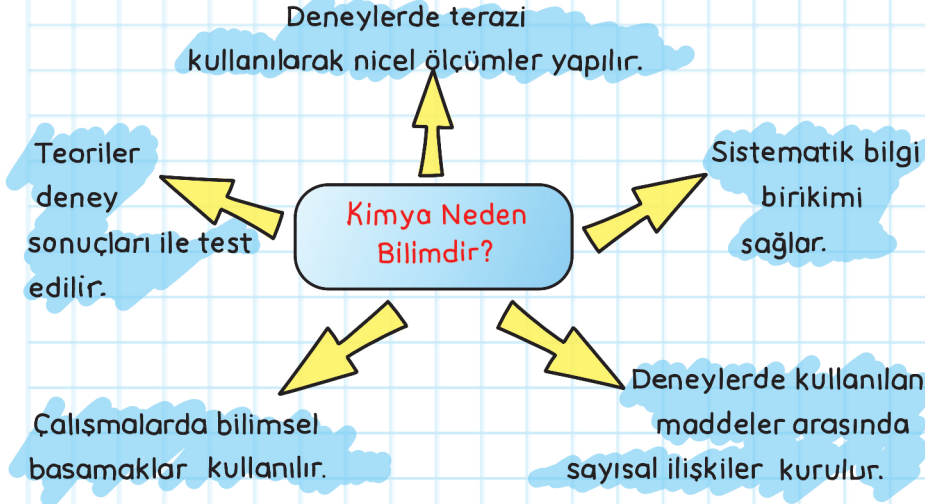 Deneylerde terazi
kullanılarak nicel ölçümler yapılır.
Teoriler
deney
sonuçları ile test
edilir.
Kimya Neden
Bilimdir?
Sistematik bilgi
birikimi
sağlar.
Çalışmalarda bilimsel
basamaklar kullanılır.
Deneylerde kullanılan
maddeler arasında
sayısal ilişkiler kurulur.